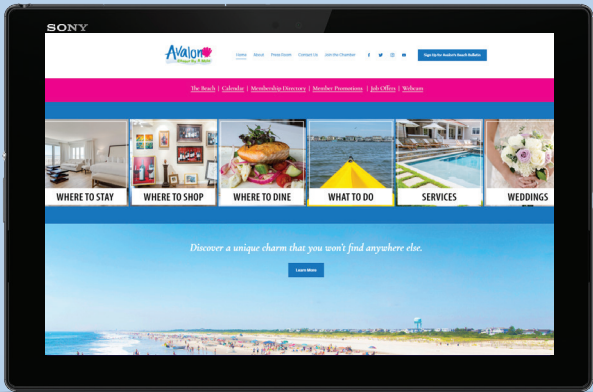 SONY
Avalon
Home About Press Room Contact Us Join the Chamber Sign Up for Avalon's Beach Bulletin
The Beach | Calendar | Membership Directory | Member Promotions | Job Offers | Webcam
WHERE TO STAY WHERE TO SHOP WHERE TO DINE WHAT TO DO SERVICES WEDDINGS
Discover a unique charm that you won't find anywhere else.
Learn More